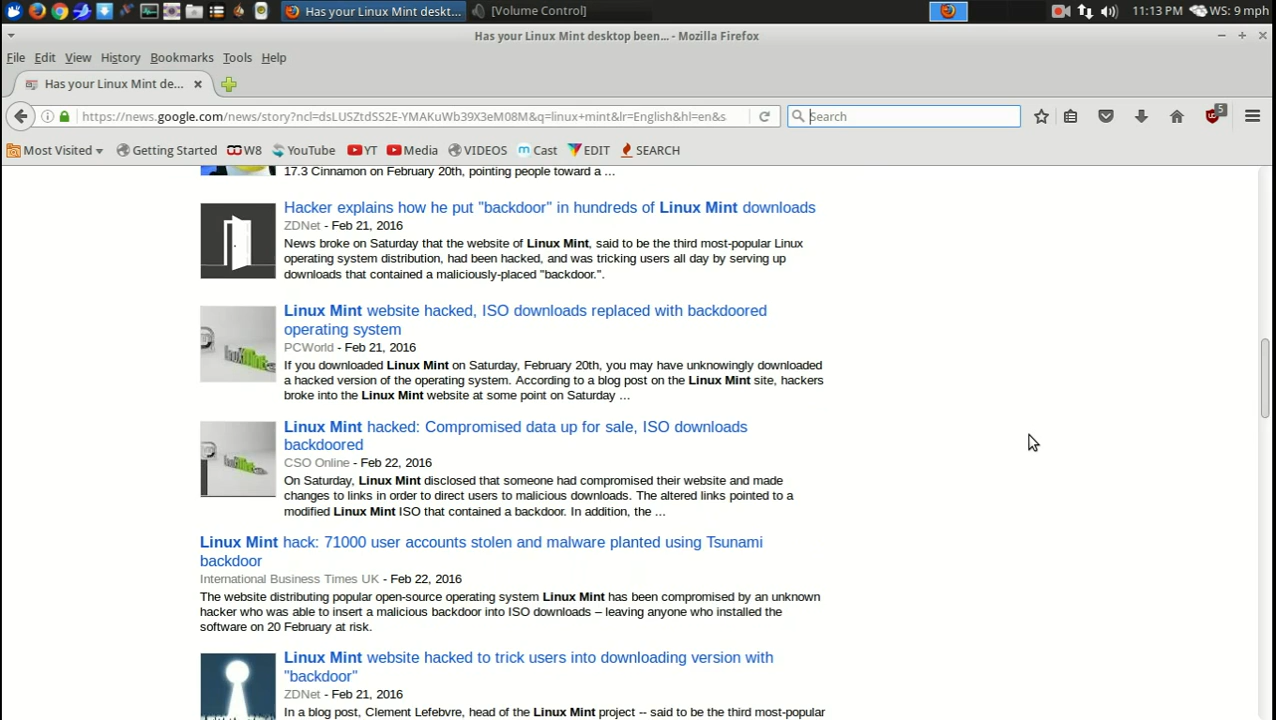 Has your Linux Mint deskt...
[Volume Control]
11:13 PM
WS: 9 mph
Has your Linux Mint desktop been... - Mozilla Firefox
File Edit View History Bookmarks Tools Help
Has your Linux Mint de...
https://news.google.com/news/story?ncl=dsLUSZtdSS2E-YMAKuWb39X3eM08M&q=linux+mint&lr=English&hl=en&s
Search
5
Most Visited Getting Started W8 YouTube YT Media VIDEOS Cast EDIT SEARCH
17.3 Cinnamon on February 20th, pointing people toward a ...
Hacker explains how he put "backdoor" in hundreds of Linux Mint downloads
ZDNet - Feb 21, 2016
News broke on Saturday that the website of Linux Mint, said to be the third most-popular Linux
operating system distribution, had been hacked, and was tricking users all day by serving up
downloads that contained a maliciously-placed "backdoor.".
Linux Mint website hacked, ISO downloads replaced with backdoored
operating system
PCWorld - Feb 21, 2016
If you downloaded Linux Mint on Saturday, February 20th, you may have unknowingly downloaded
a hacked version of the operating system. According to a blog post on the Linux Mint site, hackers
broke into the Linux Mint website at some point on Saturday ...
Linux Mint hacked: Compromised data up for sale, ISO downloads
backdoored
CSO Online - Feb 22, 2016
On Saturday, Linux Mint disclosed that someone had compromised their website and made
changes to links in order to direct users to malicious downloads. The altered links pointed to a
modified Linux Mint ISO that contained a backdoor. In addition, the ...
Linux Mint hack: 71000 user accounts stolen and malware planted using Tsunami
backdoor
International Business Times UK - Feb 22, 2016
The website distributing popular open-source operating system Linux Mint has been compromised by an unknown
hacker who was able to insert a malicious backdoor into ISO downloads – leaving anyone who installed the
software on 20 February at risk.
Linux Mint website hacked to trick users into downloading version with
"backdoor"
ZDNet - Feb 21, 2016
In a blog post, Clement Lefebvre, head of the Linux Mint project -- said to be the third most-popular